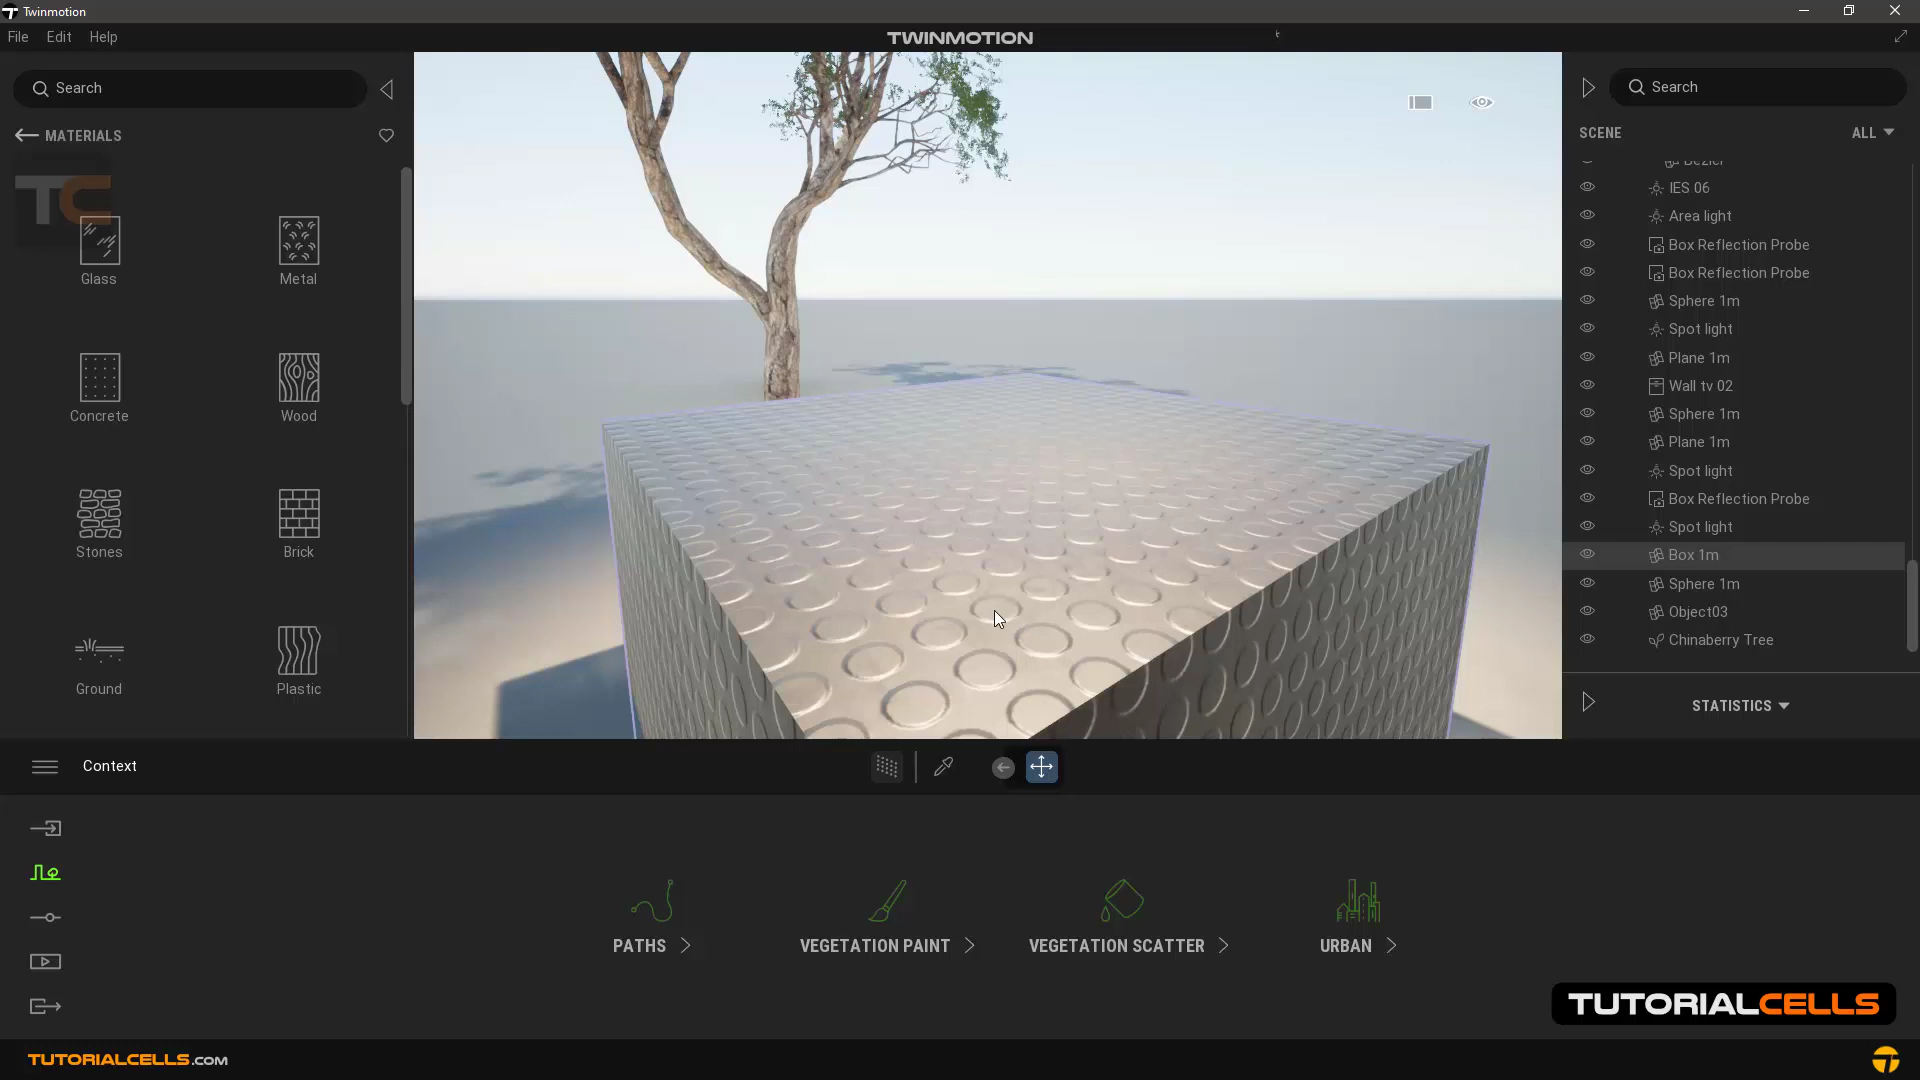 Twinmotion
File Edit Help
TWINMOTION
Search
MATERIALS
TC
Glass
Metal
Concrete
Wood
Stones
Brick
Ground
Plastic
Search
SCENE
ALL
Bezier
IES 06
Area light
Box Reflection Probe
Box Reflection Probe
Sphere 1m
Spot light
Plane 1m
Wall tv 02
Sphere 1m
Plane 1m
Spot light
Box Reflection Probe
Spot light
Box 1m
Sphere 1m
Object03
Chinaberry Tree
STATISTICS
Context
PATHS
VEGETATION PAINT
VEGETATION SCATTER
URBAN
TUTORIALCELLS
TUTORIALCELLS.COM